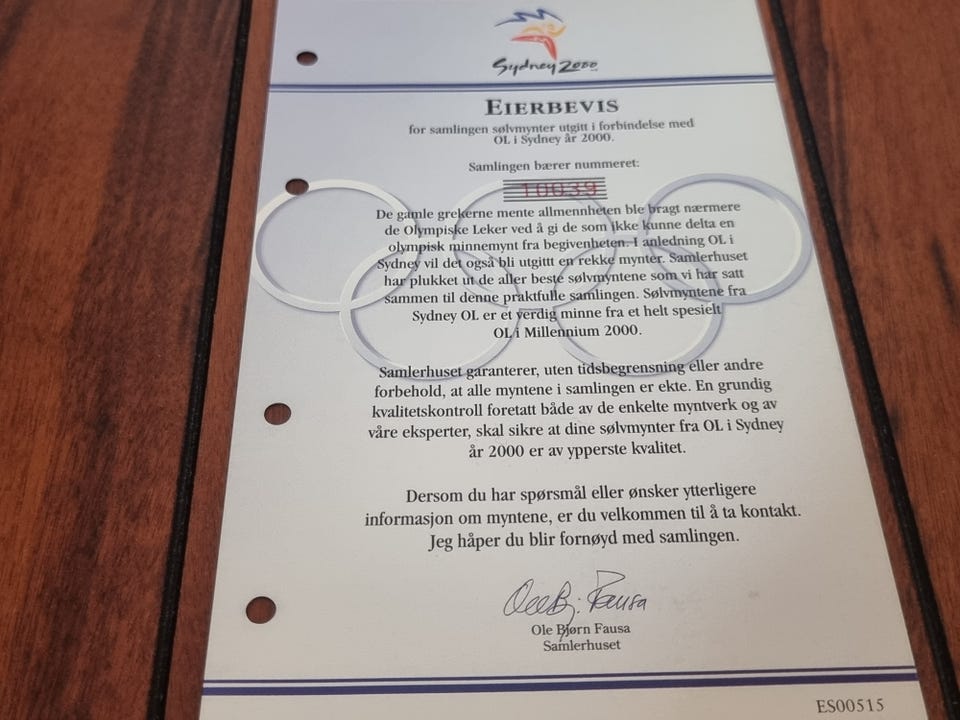 Sydney 2000
EIERBEVIS
for samlingen sølvmynter utgitt i forbindelse med
OL i Sydney år 2000.
Samlingen bærer nummeret:
10039
De gamle grekerne mente allmennheten ble bragt nærmere
de Olympiske Leker ved å gi de som ikke kunne delta en
olympisk minnemynt fra begivenheten. I anledning OL i
Sydney vil det også bli utgitt en rekke mynter. Samlerhuset
har plukket ut de aller beste sølvmyntene som vi har satt
sammen til denne praktfulle samlingen. Sølvmyntene fra
Sydney OL er et verdig minne fra et helt spesielt
OL i Millennium 2000.
Samlerhuset garanterer, uten tidsbegrensning eller andre
forbehold, at alle myntene i samlingen er ekte. En grundig
kvalitetskontroll foretatt både av de enkelte myntverk og av
våre eksperter, skal sikre at dine sølvmynter fra OL i Sydney
år 2000 er av ypperste kvalitet.
Dersom du har spørsmål eller ønsker ytterligere
informasjon om myntene, er du velkommen til å ta kontakt.
Jeg håper du blir fornøyd med samlingen.
Ole Bj. Fausa
Ole Bjørn Fausa
Samlerhuset
ES00515